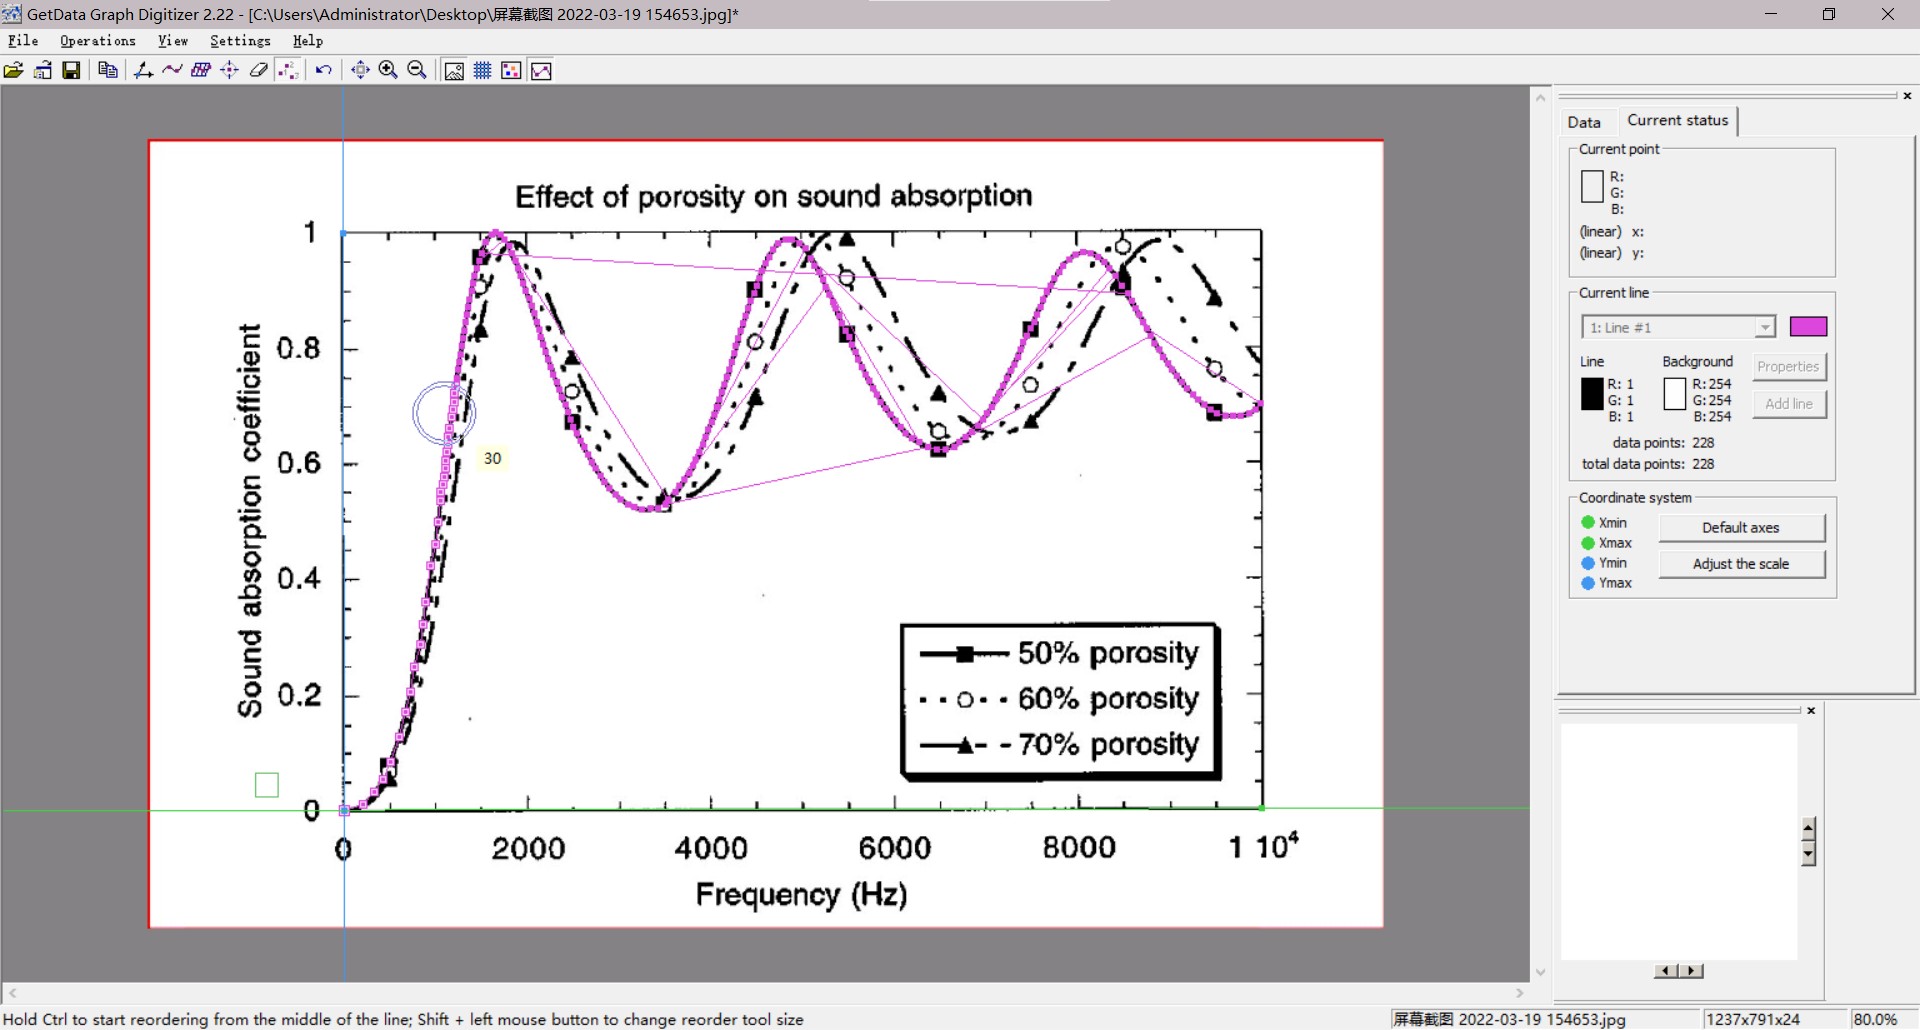 GetData Graph Digitizer 2.22 - [C:\Users\Administrator\Desktop\屏幕截图 2022-03-19 154653.jpg]*
File Operations View Settings Help
Effect of porosity on sound absorption
1
0.8
0.6
0.4
0.2
0
Sound absorption coefficient
30
50% porosity
60% porosity
70% porosity
0 2000 4000 6000 8000 1 10⁴
Frequency (Hz)
Data Current status
Current point
R:
G:
B:
(linear) x:
(linear) y:
Current line
1: Line #1
Line Background
R: 1 R: 254 Properties
G: 1 G: 254
B: 1 B: 254 Add line
data points: 228
total data points: 228
Coordinate system
Xmin Default axes
Xmax
Ymin Adjust the scale
Ymax
Hold Ctrl to start reordering from the middle of the line; Shift + left mouse button to change reorder tool size
屏幕截图 2022-03-19 154653.jpg 1237x791x24 80.0%